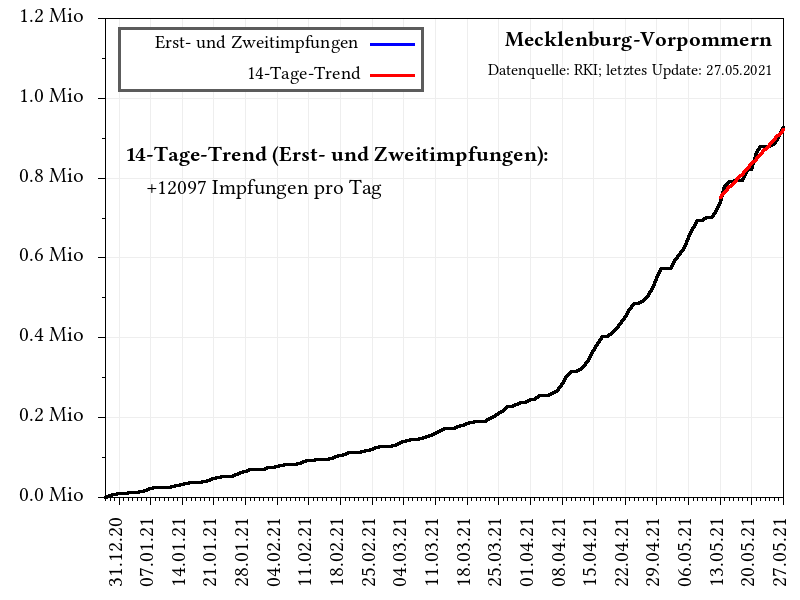 1.2 Mio
1.0 Mio
0.8 Mio
0.6 Mio
0.4 Mio
0.2 Mio
0.0 Mio
Erst- und Zweitimpfungen
14-Tage-Trend
Mecklenburg-Vorpommern
Datenquelle: RKI; letztes Update: 27.05.2021
14-Tage-Trend (Erst- und Zweitimpfungen):
+12097 Impfungen pro Tag
31.12.20
07.01.21
14.01.21
21.01.21
28.01.21
04.02.21
11.02.21
18.02.21
25.02.21
04.03.21
11.03.21
18.03.21
25.03.21
01.04.21
08.04.21
15.04.21
22.04.21
29.04.21
06.05.21
13.05.21
20.05.21
27.05.21